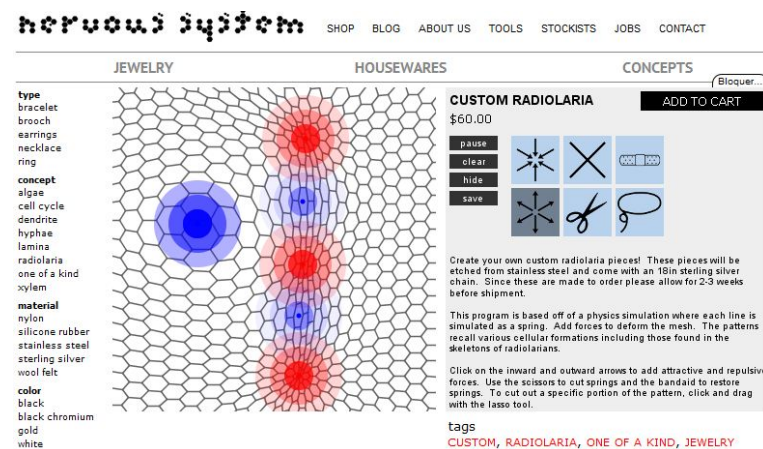 nervous system
SHOP BLOG ABOUT US TOOLS STOCKISTS JOBS CONTACT
JEWELRY HOUSEWARES CONCEPTS
Bloquer...
type
bracelet
brooch
earrings
necklace
ring
concept
algae
cell cycle
dendrite
hyphae
lamina
radiolaria
one of a kind
xylem
material
nylon
silicone rubber
stainless steel
sterling silver
wool felt
color
black
black chromium
gold
white
CUSTOM RADIOLARIA
ADD TO CART
$60.00
pause
clear
hide
save
Create your own custom radiolaria pieces! These pieces will be
etched from stainless steel and come with an 18in sterling silver
chain. Since these are made to order please allow for 2-3 weeks
before shipment.
This program is based off of a physics simulation where each line is
simulated as a spring. Add forces to deform the mesh. The patterns
recall various cellular formations including those found in the
skeletons of radiolarians.
Click on the inward and outward arrows to add attractive and repulsive
forces. Use the scissors to cut springs and the bandaid to restore
springs. To cut out a specific portion of the pattern, click and drag
with the lasso tool.
tags
CUSTOM, RADIOLARIA, ONE OF A KIND, JEWELRY